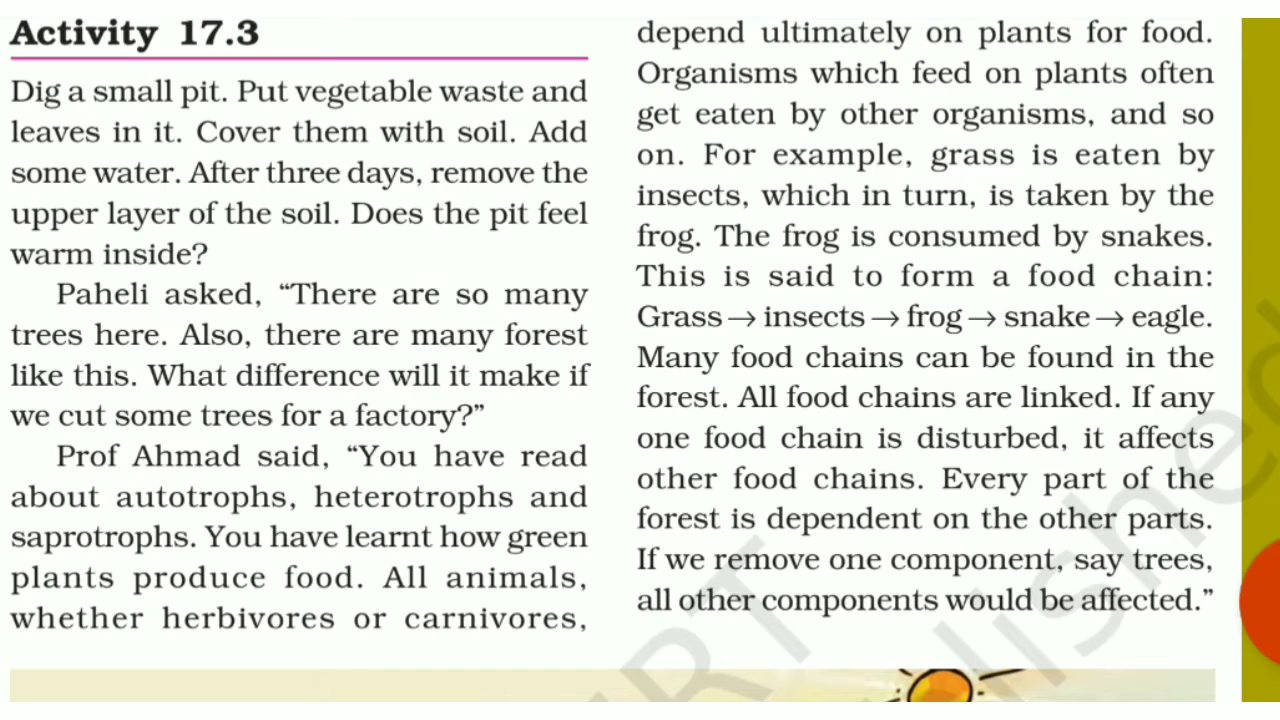 Activity 17.3
Dig a small pit. Put vegetable waste and
leaves in it. Cover them with soil. Add
some water. After three days, remove the
upper layer of the soil. Does the pit feel
warm inside?
Paheli asked, “There are so many
trees here. Also, there are many forest
like this. What difference will it make if
we cut some trees for a factory?”
Prof Ahmad said, “You have read
about autotrophs, heterotrophs and
saprotrophs. You have learnt how green
plants produce food. All animals,
whether herbivores or carnivores,
depend ultimately on plants for food.
Organisms which feed on plants often
get eaten by other organisms, and so
on. For example, grass is eaten by
insects, which in turn, is taken by the
frog. The frog is consumed by snakes.
This is said to form a food chain:
Grass→insects→frog→snake→eagle.
Many food chains can be found in the
forest. All food chains are linked. If any
one food chain is disturbed, it affects
other food chains. Every part of the
forest is dependent on the other parts.
If we remove one component, say trees,
all other components would be affected.”